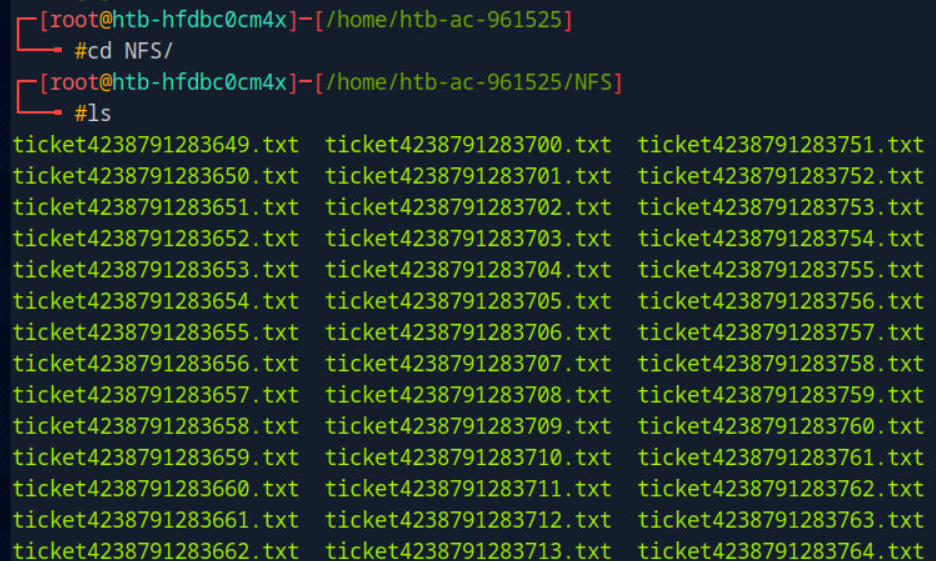 [root@htb-hfdbc0cm4x]─[/home/htb-ac-961525]
#cd NFS/
[root@htb-hfdbc0cm4x]─[/home/htb-ac-961525/NFS]
#ls
ticket4238791283649.txt  ticket4238791283700.txt  ticket4238791283751.txt
ticket4238791283650.txt  ticket4238791283701.txt  ticket4238791283752.txt
ticket4238791283651.txt  ticket4238791283702.txt  ticket4238791283753.txt
ticket4238791283652.txt  ticket4238791283703.txt  ticket4238791283754.txt
ticket4238791283653.txt  ticket4238791283704.txt  ticket4238791283755.txt
ticket4238791283654.txt  ticket4238791283705.txt  ticket4238791283756.txt
ticket4238791283655.txt  ticket4238791283706.txt  ticket4238791283757.txt
ticket4238791283656.txt  ticket4238791283707.txt  ticket4238791283758.txt
ticket4238791283657.txt  ticket4238791283708.txt  ticket4238791283759.txt
ticket4238791283658.txt  ticket4238791283709.txt  ticket4238791283760.txt
ticket4238791283659.txt  ticket4238791283710.txt  ticket4238791283761.txt
ticket4238791283660.txt  ticket4238791283711.txt  ticket4238791283762.txt
ticket4238791283661.txt  ticket4238791283712.txt  ticket4238791283763.txt
ticket4238791283662.txt  ticket4238791283713.txt  ticket4238791283764.txt